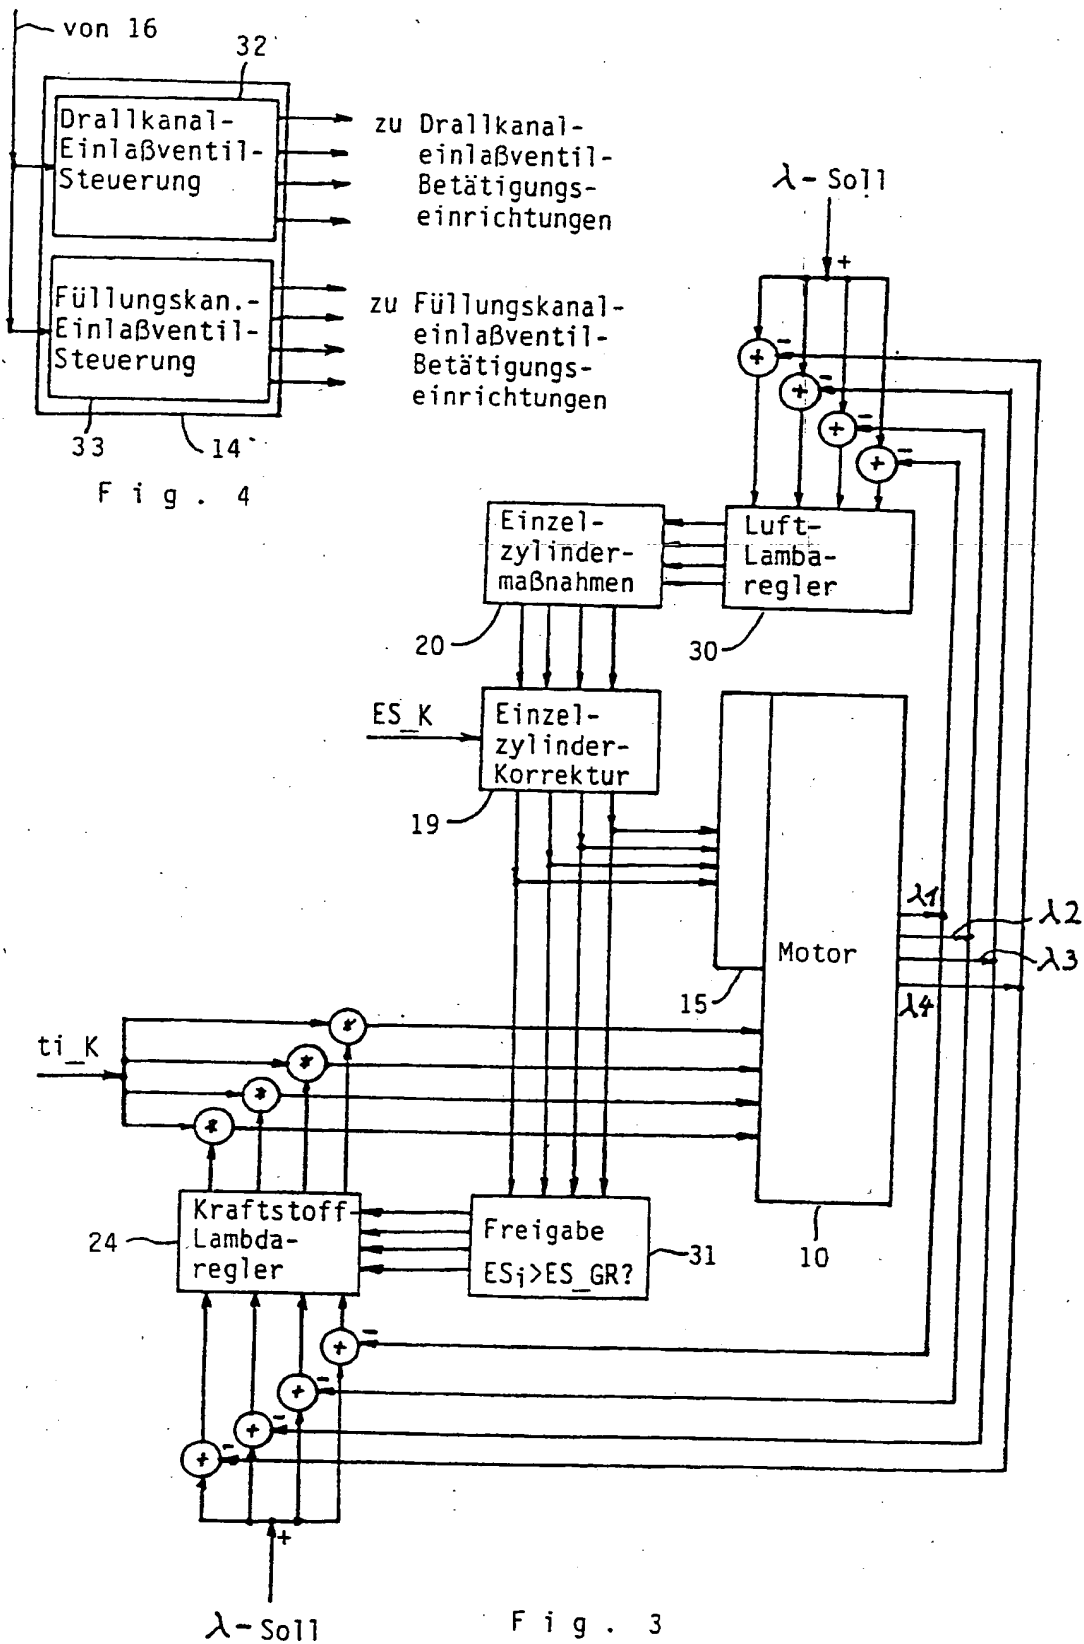 von 16
32
Drallkanal-
Einlaßventil-
Steuerung
zu Drallkanal-
einlaßventil-
Betätigungs-
einrichtungen
Füllungskan.-
Einlaßventil-
Steuerung
zu Füllungskanal-
einlaßventil-
Betätigungs-
einrichtungen
33
14
Fig. 4
λ-Soll
+
-
+
-
+
-
+
-
+
Einzel-
zylinder-
maßnahmen
Luft-
Lamba-
regler
20
30
ES_K
Einzel-
zylinder-
Korrektur
19
λ1
λ2
Motor
λ3
15
λ4
ti_K
*
*
*
*
Kraftstoff
Lambda-
regler
24
Freigabe
ESi>ES_GR?
31
10
-
+
-
+
-
+
-
+
+
λ-Soll
Fig. 3